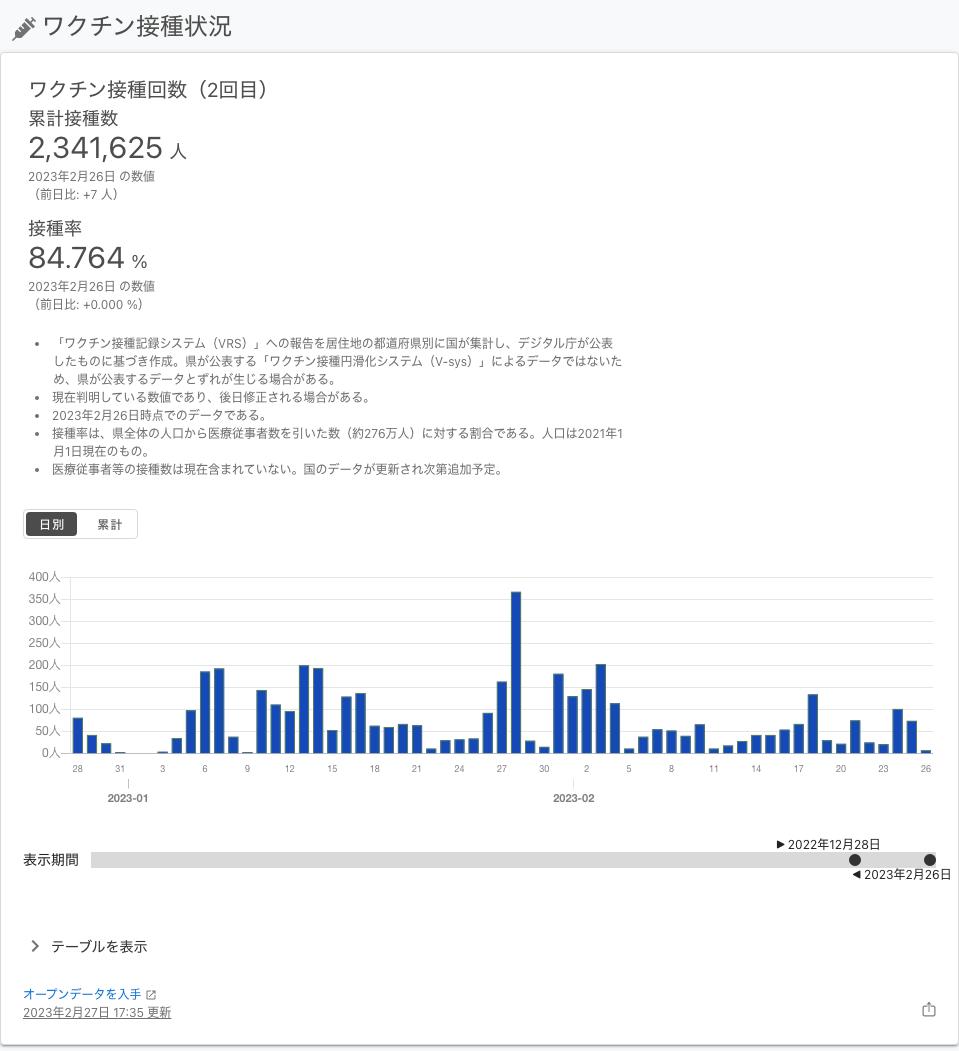 ワクチン接種状況
ワクチン接種回数（2回目）
累計接種数
2,341,625 人
2023年2月26日 の数値
（前日比: +7 人）
接種率
84.764 %
2023年2月26日 の数値
（前日比: +0.000 %）
• 「ワクチン接種記録システム（VRS）」への報告を居住地の都道府県別に国が集計し、デジタル庁が公表
したものに基づき作成。県が公表する「ワクチン接種円滑化システム（V-sys）」によるデータではないた
め、県が公表するデータとずれが生じる場合がある。
• 現在判明している数値であり、後日修正される場合がある。
• 2023年2月26日時点でのデータである。
• 接種率は、県全体の人口から医療従事者数を引いた数（約276万人）に対する割合である。人口は2021年1
月1日現在のもの。
• 医療従事者等の接種数は現在含まれていない。国のデータが更新され次第追加予定。
日別 累計
400人
350人
300人
250人
200人
150人
100人
50人
0人
28 31 3 6 9 12 15 18 21 24 27 30 2 5 8 11 14 17 20 23 26
2023-01 2023-02
▶ 2022年12月28日
表示期間
◀ 2023年2月26日
テーブルを表示
オープンデータを入手
2023年2月27日 17:35 更新